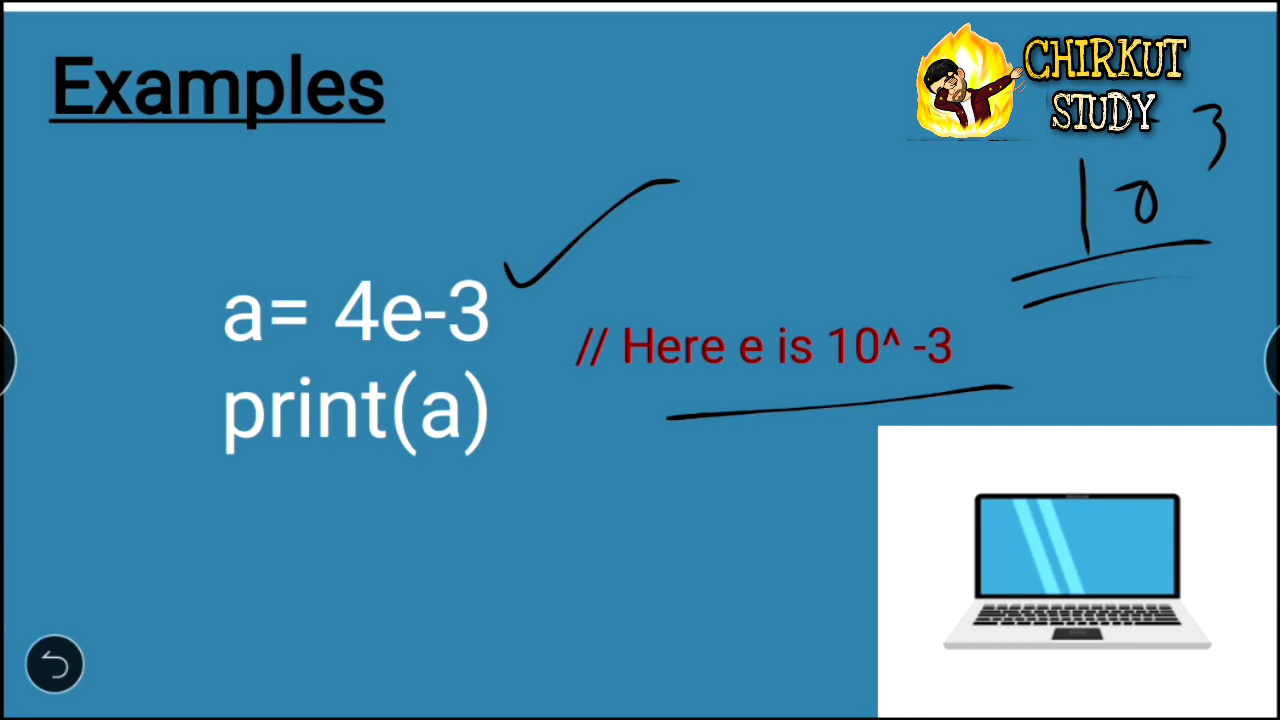 Examples
CHIRKUT
STUDY
10 3
a= 4e-3
// Here e is 10^ -3
print(a)